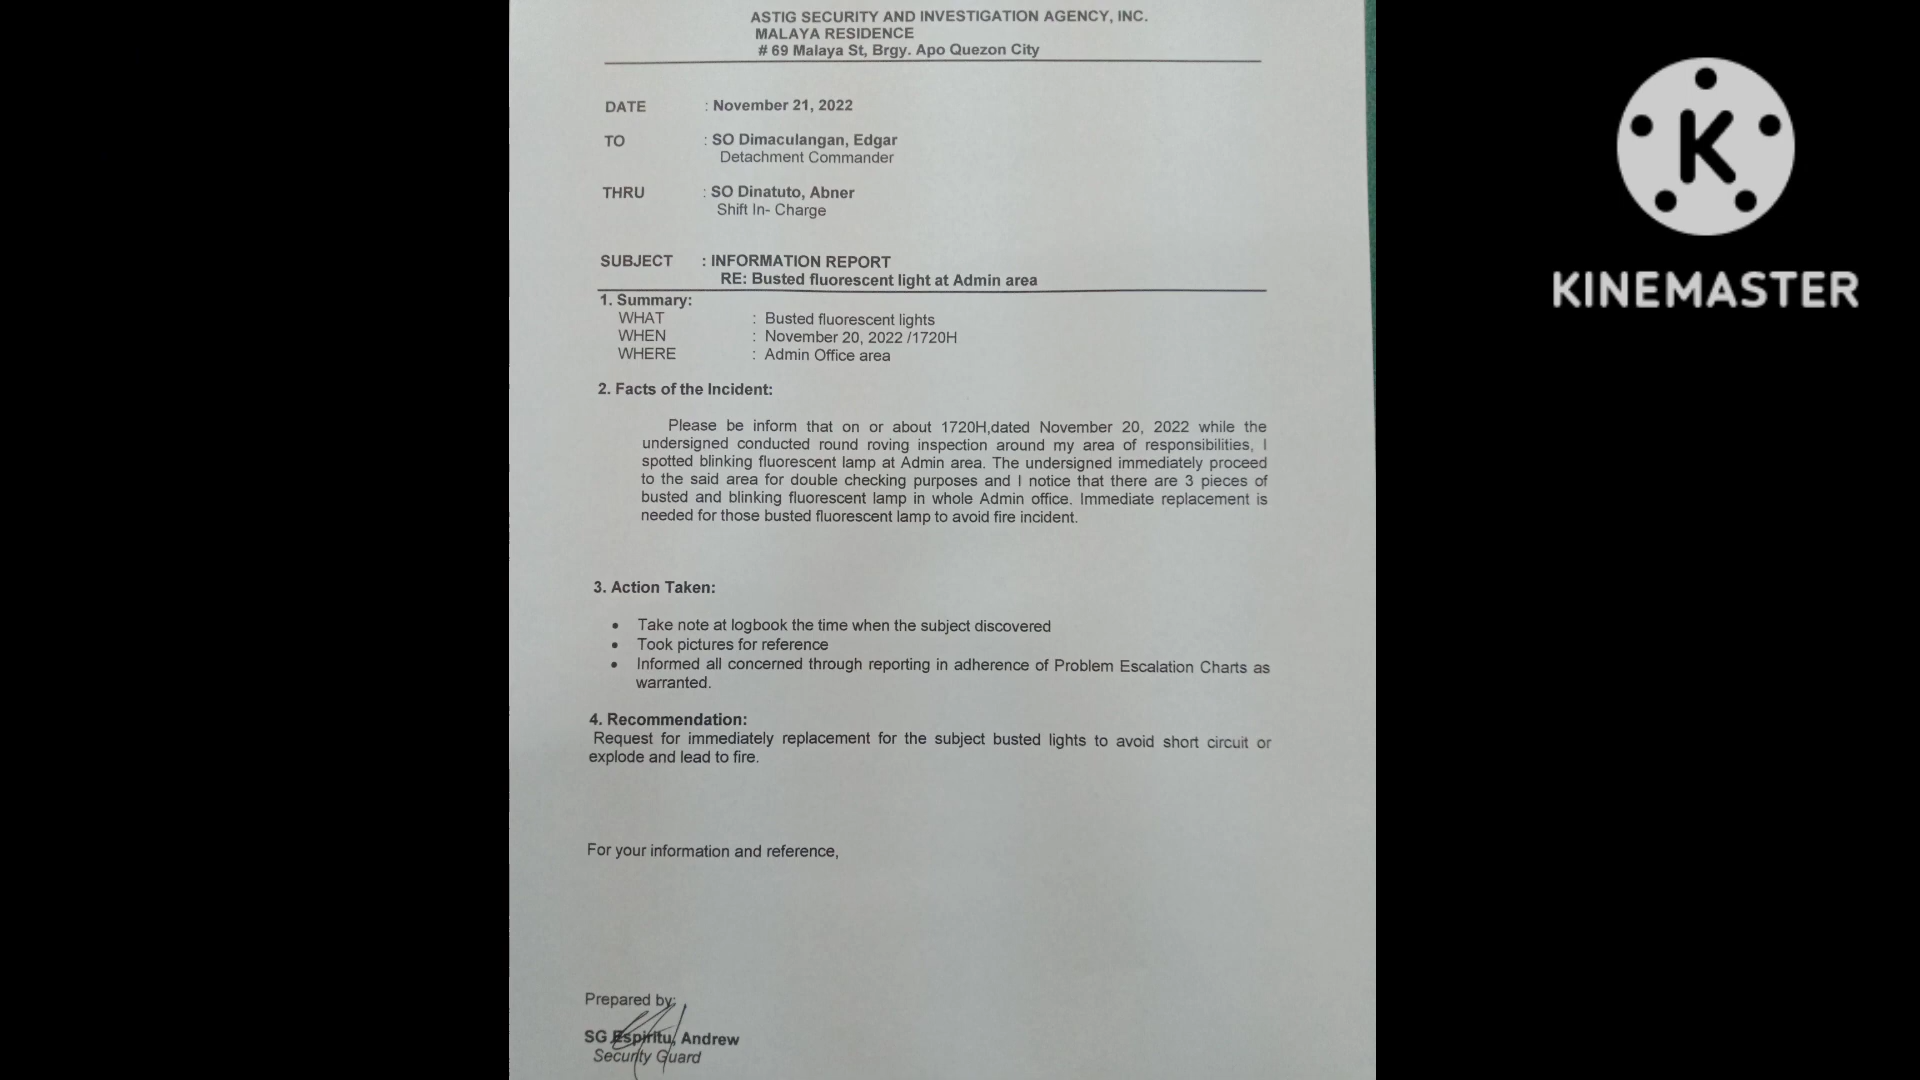 ASTIG SECURITY AND INVESTIGATION AGENCY, INC.
MALAYA RESIDENCE
# 69 Malaya St, Brgy. Apo Quezon City
DATE : November 21, 2022
TO : SO Dimaculangan, Edgar
Detachment Commander
THRU : SO Dinatuto, Abner
Shift In- Charge
SUBJECT : INFORMATION REPORT
RE: Busted fluorescent light at Admin area
1. Summary:
WHAT : Busted fluorescent lights
WHEN : November 20, 2022 /1720H
WHERE : Admin Office area
2. Facts of the Incident:
Please be inform that on or about 1720H,dated November 20, 2022 while the
undersigned conducted round roving inspection around my area of responsibilities, I
spotted blinking fluorescent lamp at Admin area. The undersigned immediately proceed
to the said area for double checking purposes and I notice that there are 3 pieces of
busted and blinking fluorescent lamp in whole Admin office. Immediate replacement is
needed for those busted fluorescent lamp to avoid fire incident.
3. Action Taken:
• Take note at logbook the time when the subject discovered
• Took pictures for reference
• Informed all concerned through reporting in adherence of Problem Escalation Charts as
warranted.
4. Recommendation:
Request for immediately replacement for the subject busted lights to avoid short circuit or
explode and lead to fire.
For your information and reference,
Prepared by:
SG Espiritu, Andrew
Security Guard
K
KINEMASTER